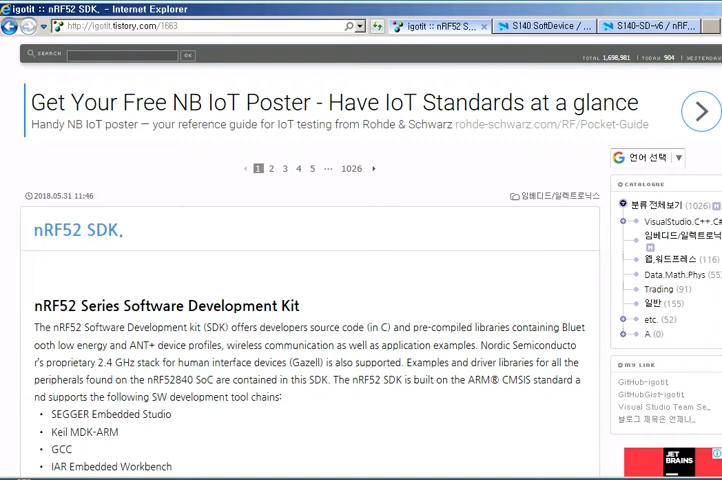 igotit :: nRF52 SDK. - Internet Explorer
http://igotit.tistory.com/1663
igotit :: nRF52 S...
S140 SoftDevice / ...
S140-SD-v6 / nRF...
SEARCH
OK
TOTAL 1,698,981 | TODAY 904 | YESTERDAY
Get Your Free NB IoT Poster - Have IoT Standards at a glance
Handy NB IoT poster — your reference guide for IoT testing from Rohde & Schwarz rohde-schwarz.com/RF/Pocket-Guide
1 2 3 4 5 ··· 1026
언어 선택
2018.05.31 11:46
임베디드/일렉트로닉스
nRF52 SDK.
nRF52 Series Software Development Kit
The nRF52 Software Development kit (SDK) offers developers source code (in C) and pre-compiled libraries containing Bluet
ooth low energy and ANT+ device profiles, wireless communication as well as application examples. Nordic Semiconducto
r's proprietary 2.4 GHz stack for human interface devices (Gazell) is also supported. Examples and driver libraries for all the
peripherals found on the nRF52840 SoC are contained in this SDK. The nRF52 SDK is built on the ARM® CMSIS standard a
nd supports the following SW development tool chains:
• SEGGER Embedded Studio
• Keil MDK-ARM
• GCC
• IAR Embedded Workbench
CATALOGUE
분류 전체보기 (1026) N
VisualStudio.C++.C#
임베디드/일렉트로닉
N
웹.워드프레스 (116)
Data.Math.Phys (55)
Trading (91)
일반 (155)
etc. (52)
A (0)
MY LINK
GitHub-igotit.
GitHubGist-igotit.
Visual Studio Team Se..
블로그 제목은 언제나..
JET
BRAINS